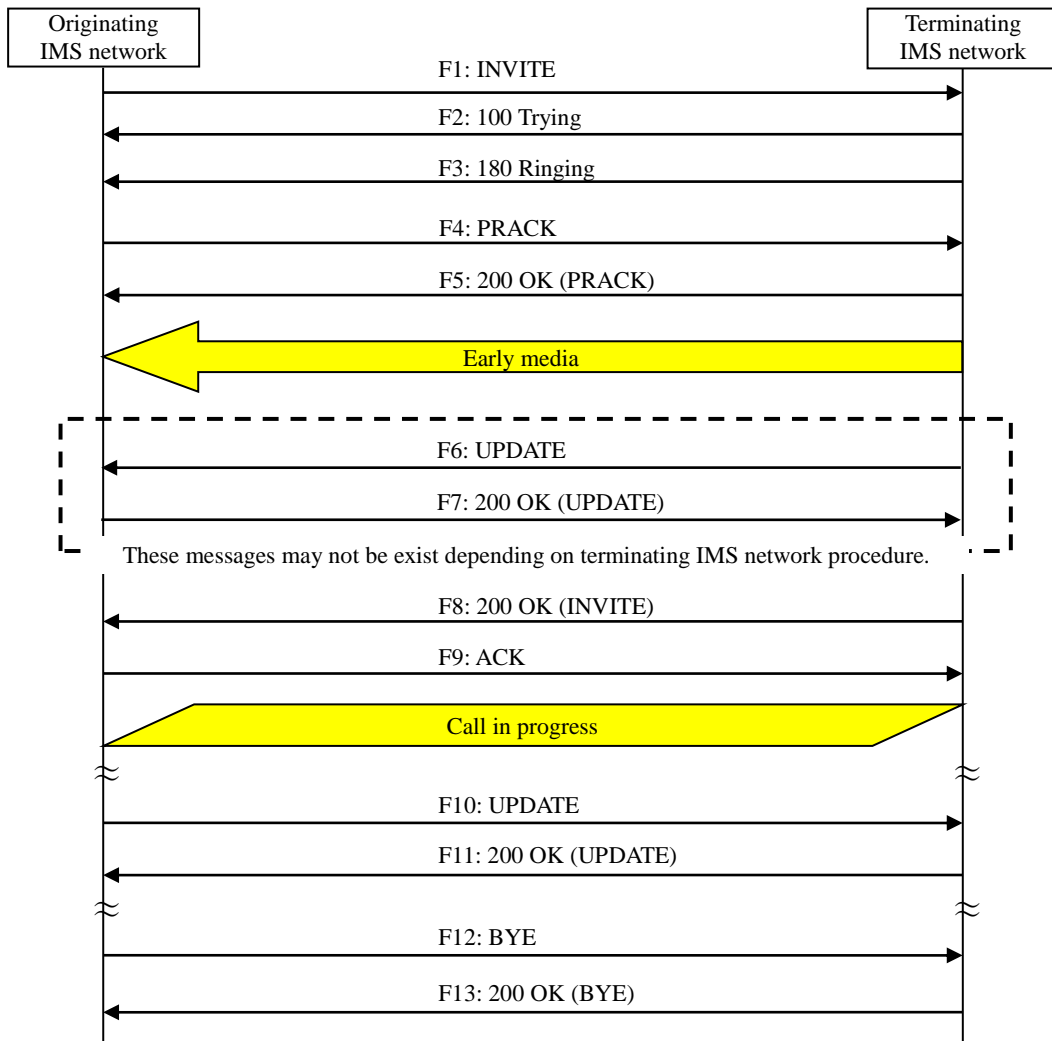 Originating
IMS network
Terminating
IMS network
F1: INVITE
F2: 100 Trying
F3: 180 Ringing
F4: PRACK
F5: 200 OK (PRACK)
Early media
F6: UPDATE
F7: 200 OK (UPDATE)
These messages may not be exist depending on terminating IMS network procedure.
F8: 200 OK (INVITE)
F9: ACK
Call in progress
F10: UPDATE
F11: 200 OK (UPDATE)
F12: BYE
F13: 200 OK (BYE)